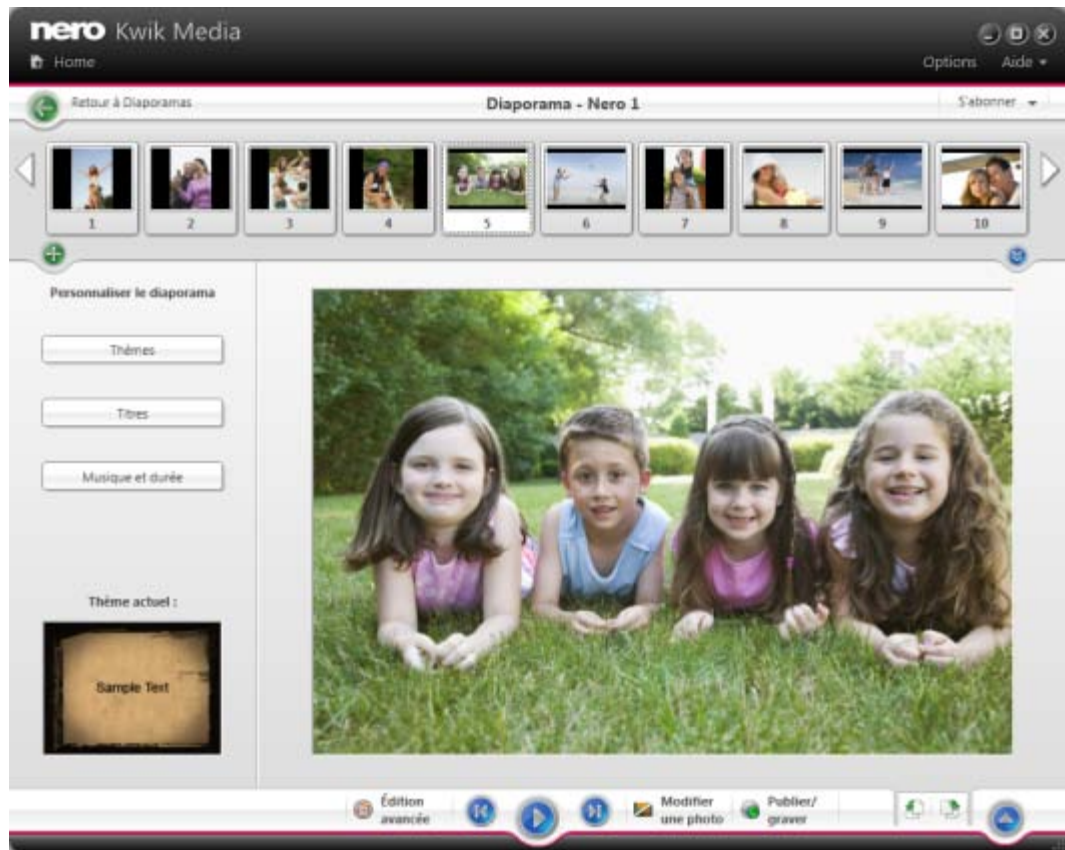 nero Kwik Media
Home
Options Aide
Retour à Diaporamas
Diaporama - Nero 1
S'abonner
1 2 3 4 5 6 7 8 9 10
Personnaliser le diaporama
Thèmes
Titres
Musique et durée
Thème actuel :
Sample Text
Édition
avancée
Modifier
une photo
Publier/
graver